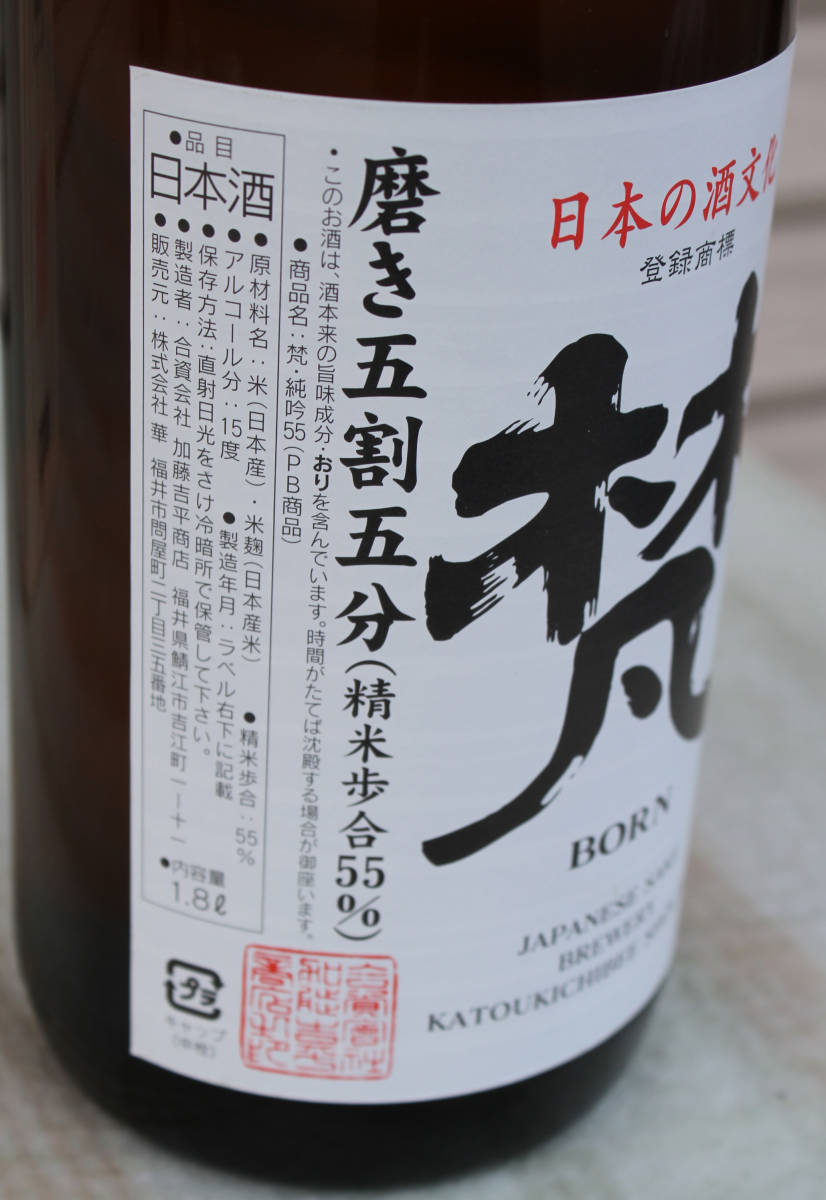 日本の酒文化
登録商標
梵
BORN
JAPANESE SAKE
BREWERY
KATOUKICHIBEE
磨き五割五分(精米歩合55%)
・このお酒は、酒本来の旨味成分・おりを含んでいます。時間がたてば沈殿する場合が御座います。
●商品名:梵・純吟55(PB商品)
●品目
日本酒
●原材料名:米(日本産)・米麹(日本産米)
●精米歩合:55%
●アルコール分:15度
●製造年月:ラベル右下に記載
●保存方法:直射日光をさけ冷暗所で保管して下さい。
●製造者:合資会社 加藤吉平商店 福井県鯖江市吉江町一ー十一
●販売元:株式会社 華 福井市問屋町二丁目三五番地
●内容量
1.8ℓ
プラ
キャップ
(中栓)